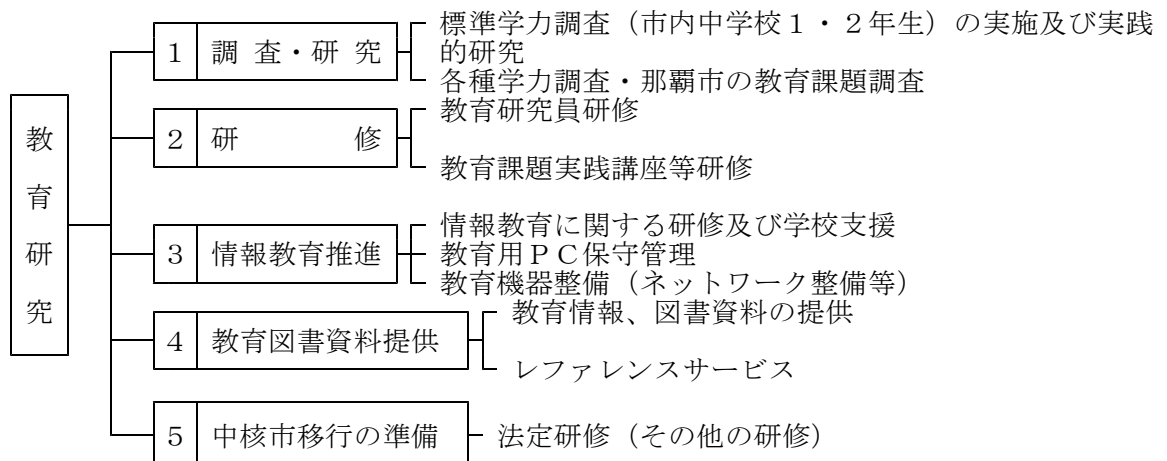 教育研究
1 調査・研究
標準学力調査（市内中学校１・２年生）の実施及び実践
的研究
各種学力調査・那覇市の教育課題調査
2 研修
教育研究員研修
教育課題実践講座等研修
3 情報教育推進
情報教育に関する研修及び学校支援
教育用ＰＣ保守管理
教育機器整備（ネットワーク整備等）
4 教育図書資料提供
教育情報、図書資料の提供
レファレンスサービス
5 中核市移行の準備
法定研修（その他の研修）